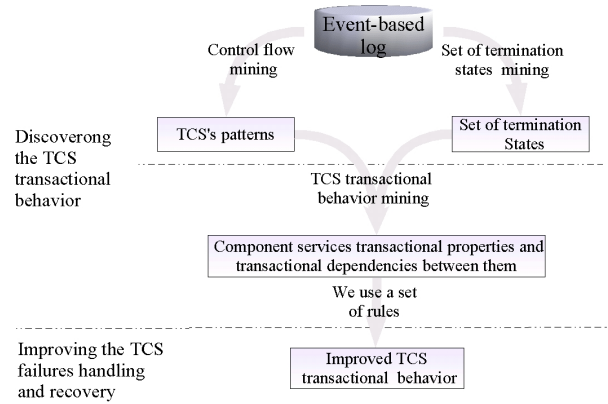 Event-based
log
Control flow
mining
Set of termination
states mining
TCS's patterns
Set of termination
States
Discoverong
the TCS
transactional
behavior
TCS transactional
behavior mining
Component services transactional properties and
transactional dependencies between them
We use a set
of rules
Improving the TCS
failures handling
and recovery
Improved TCS
transactional behavior